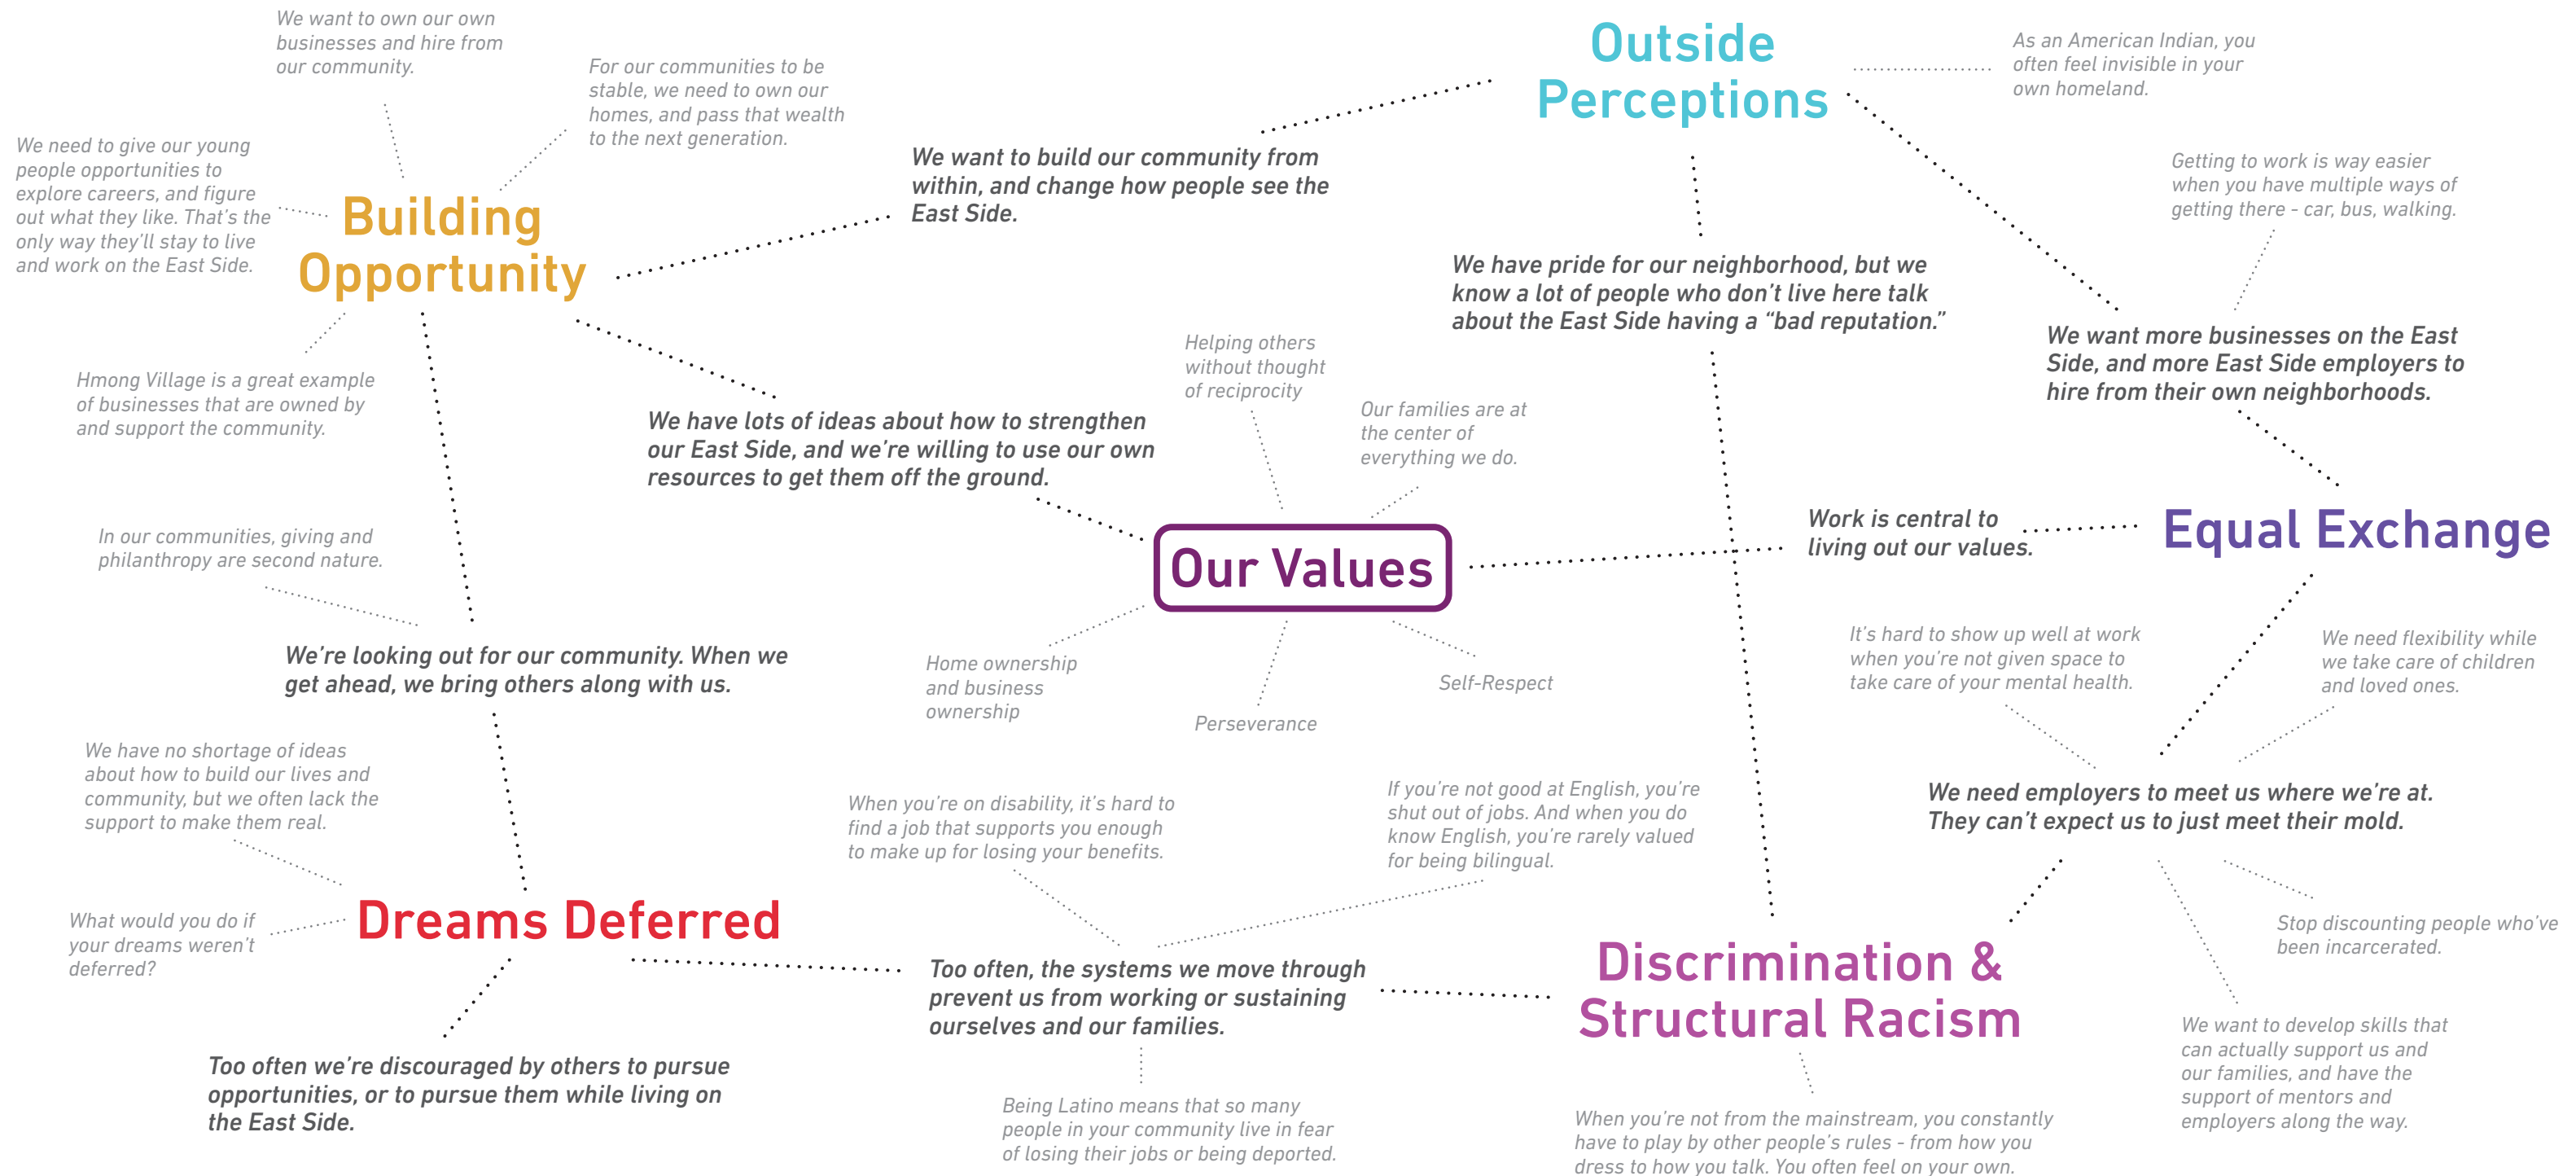 We want to own our own
businesses and hire from
our community.
For our communities to be
stable, we need to own our
homes, and pass that wealth
to the next generation.
We need to give our young
people opportunities to
explore careers, and figure
out what they like. That's the
only way they'll stay to live
and work on the East Side.
Building
Opportunity
Hmong Village is a great example
of businesses that are owned by
and support the community.
We want to build our community from
within, and change how people see the
East Side.
Outside
Perceptions
As an American Indian, you
often feel invisible in your
own homeland.
Getting to work is way easier
when you have multiple ways of
getting there - car, bus, walking.
We have pride for our neighborhood, but we
know a lot of people who don't live here talk
about the East Side having a “bad reputation.”
We want more businesses on the East
Side, and more East Side employers to
hire from their own neighborhoods.
We have lots of ideas about how to strengthen
our East Side, and we're willing to use our own
resources to get them off the ground.
Helping others
without thought
of reciprocity
Our families are at
the center of
everything we do.
Our Values
Home ownership
and business
ownership
Perseverance
Self-Respect
Work is central to
living out our values.
Equal Exchange
In our communities, giving and
philanthropy are second nature.
We're looking out for our community. When we
get ahead, we bring others along with us.
We have no shortage of ideas
about how to build our lives and
community, but we often lack the
support to make them real.
What would you do if
your dreams weren't
deferred?
Dreams Deferred
Too often we're discouraged by others to pursue
opportunities, or to pursue them while living on
the East Side.
When you're on disability, it's hard to
find a job that supports you enough
to make up for losing your benefits.
If you're not good at English, you're
shut out of jobs. And when you do
know English, you're rarely valued
for being bilingual.
Too often, the systems we move through
prevent us from working or sustaining
ourselves and our families.
Being Latino means that so many
people in your community live in fear
of losing their jobs or being deported.
Discrimination &
Structural Racism
When you're not from the mainstream, you constantly
have to play by other people's rules - from how you
dress to how you talk. You often feel on your own.
It's hard to show up well at work
when you're not given space to
take care of your mental health.
We need flexibility while
we take care of children
and loved ones.
We need employers to meet us where we're at.
They can't expect us to just meet their mold.
Stop discounting people who've
been incarcerated.
We want to develop skills that
can actually support us and
our families, and have the
support of mentors and
employers along the way.